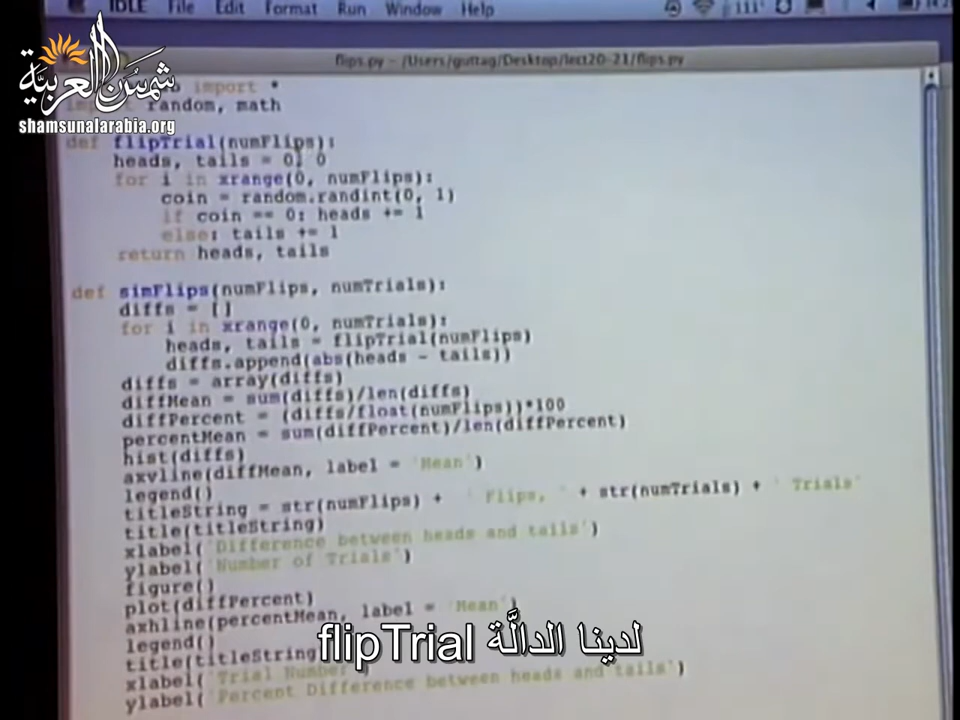 IDLE File Edit Format Run Window Help
flips.py - /Users/guttag/Desktop/lect20-21/flips.py
شمس العربية
shamsunalarabia.org
import *
random, math
def flipTrial(numFlips):
heads, tails = 0, 0
for i in xrange(0, numFlips):
coin = random.randint(0, 1)
if coin == 0: heads += 1
else: tails += 1
return heads, tails
def simFlips(numFlips, numTrials):
diffs = []
for i in xrange(0, numTrials):
heads, tails = flipTrial(numFlips)
diffs.append(abs(heads - tails))
diffs = array(diffs)
diffMean = sum(diffs)/len(diffs)
diffPercent = (diffs/float(numFlips))*100
percentMean = sum(diffPercent)/len(diffPercent)
hist(diffs)
axvline(diffMean, label = 'Mean')
legend()
titleString = str(numFlips) + ' Flips, ' + str(numTrials) + ' Trials'
title(titleString)
xlabel('Difference between heads and tails')
ylabel('Number of Trials')
figure()
plot(diffPercent)
axhline(percentMean, label = 'Mean')
legend()
title(titleString
xlabel('Trial Number')
ylabel('Percent Difference between heads and tails')
لدينا الدالَّة flipTrial